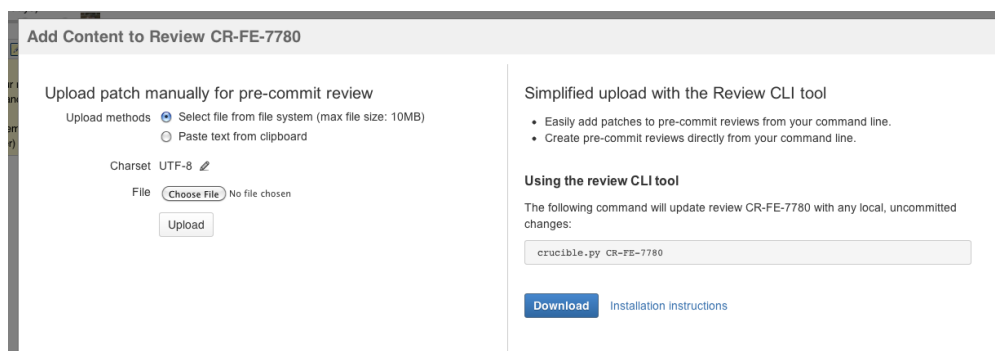 Add Content to Review CR-FE-7780
Upload patch manually for pre-commit review
Upload methods Select file from file system (max file size: 10MB)
Paste text from clipboard
Charset UTF-8
File Choose File No file chosen
Upload
Simplified upload with the Review CLI tool
• Easily add patches to pre-commit reviews from your command line.
• Create pre-commit reviews directly from your command line.
Using the review CLI tool
The following command will update review CR-FE-7780 with any local, uncommitted
changes:
crucible.py CR-FE-7780
Download Installation instructions